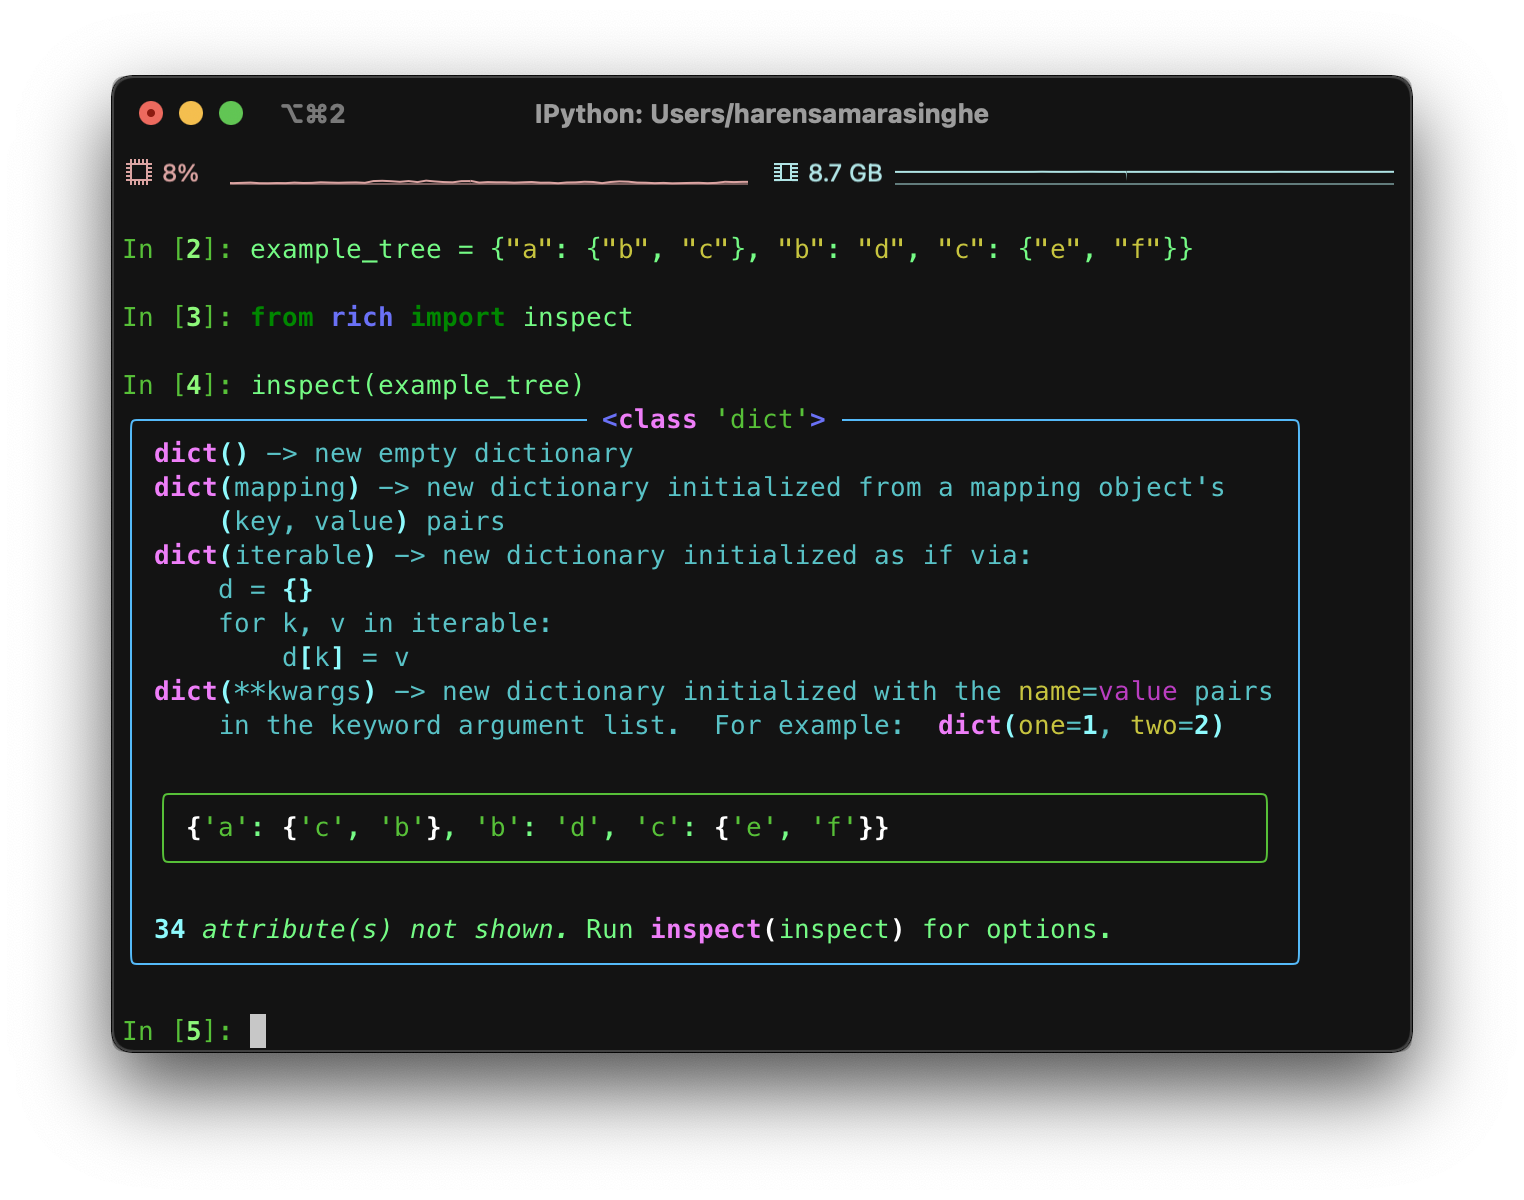 ⌥⌘2 IPython: Users/harensamarasinghe
8% 8.7 GB
In [2]: example_tree = {"a": {"b", "c"}, "b": "d", "c": {"e", "f"}}
In [3]: from rich import inspect
In [4]: inspect(example_tree)
<class 'dict'>
dict() -> new empty dictionary
dict(mapping) -> new dictionary initialized from a mapping object's
    (key, value) pairs
dict(iterable) -> new dictionary initialized as if via:
    d = {}
    for k, v in iterable:
        d[k] = v
dict(**kwargs) -> new dictionary initialized with the name=value pairs
    in the keyword argument list.  For example:  dict(one=1, two=2)
{'a': {'c', 'b'}, 'b': 'd', 'c': {'e', 'f'}}
34 attribute(s) not shown. Run inspect(inspect) for options.
In [5]: